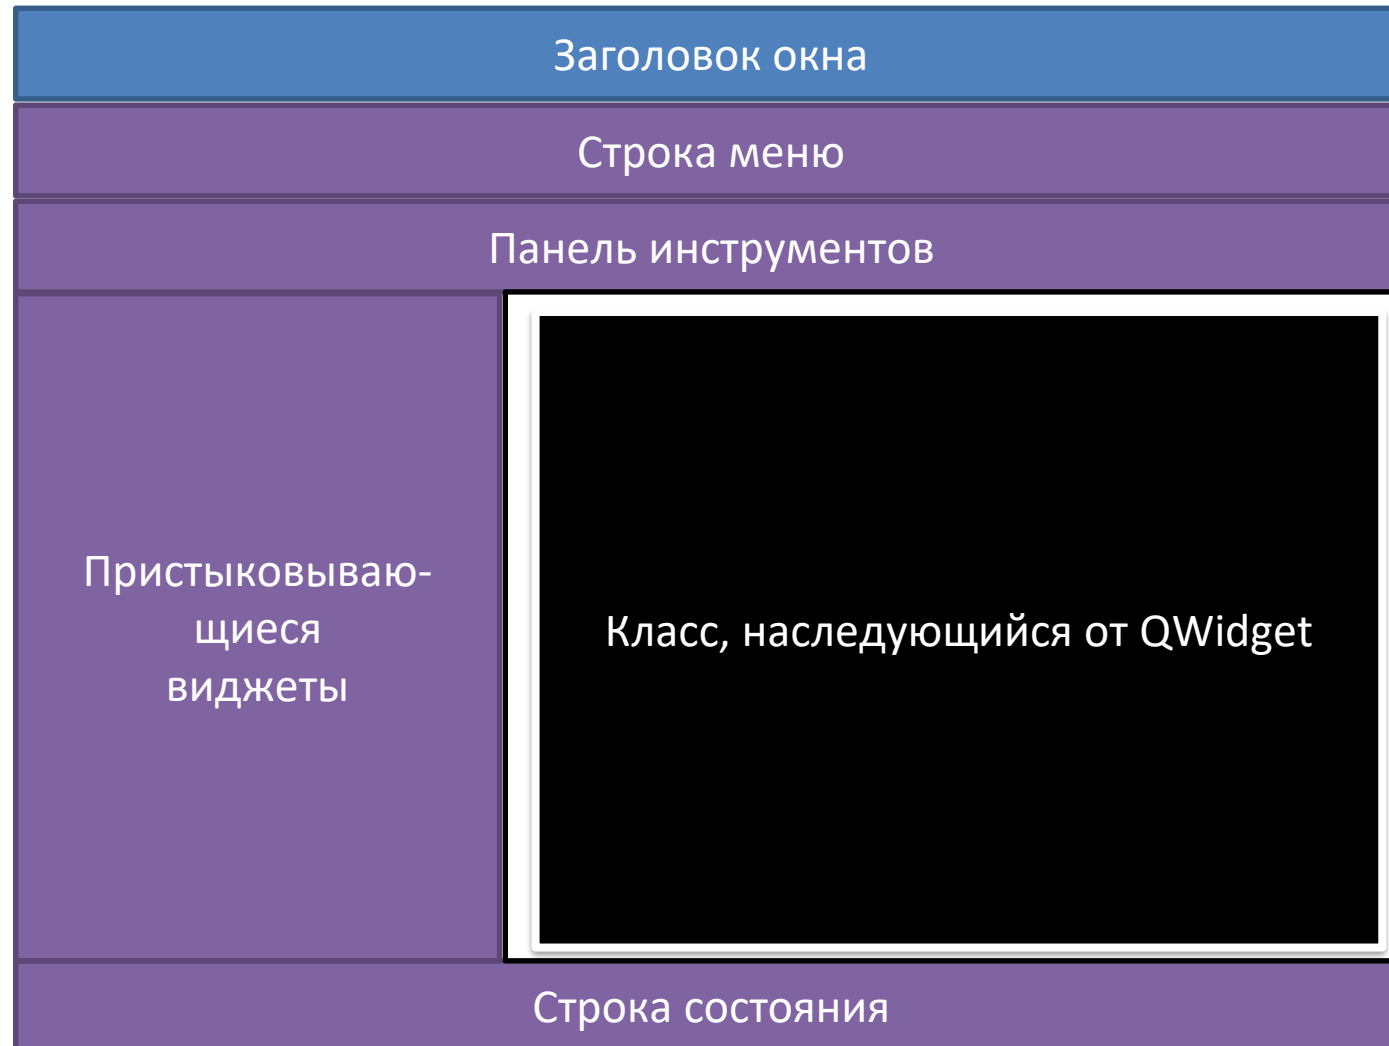 Заголовок окна
Строка меню
Панель инструментов
Пристыковываю-
щиеся
виджеты
Класс, наследующийся от QWidget
Строка состояния